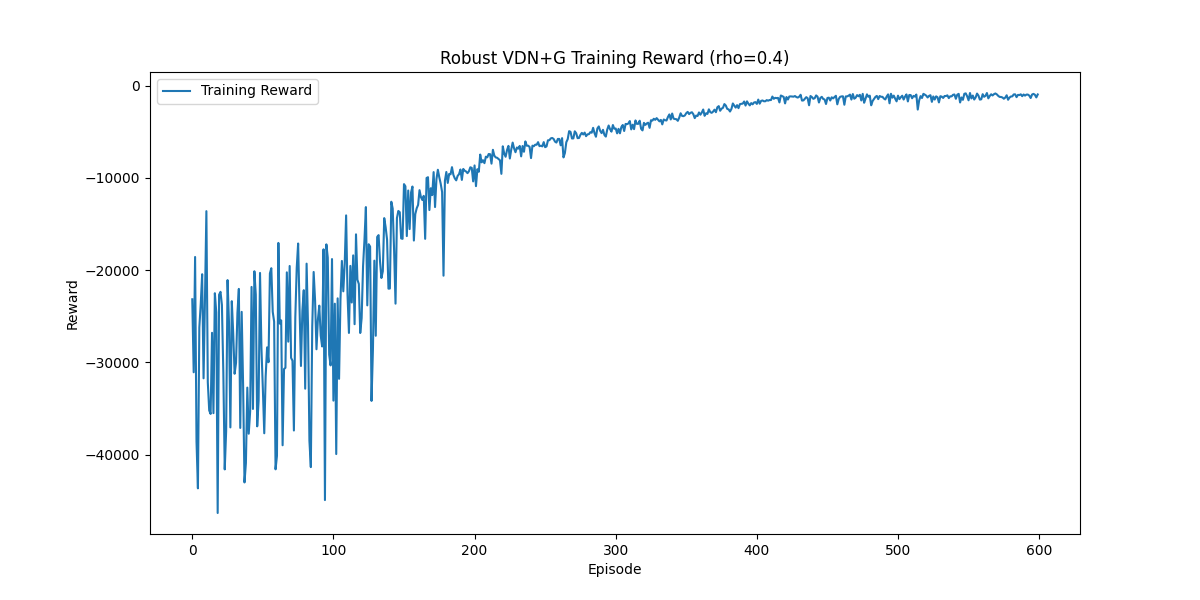 Robust VDN+G Training Reward (rho=0.4)
Training Reward
0
−10000
−20000
−30000
−40000
Reward
0 100 200 300 400 500 600
Episode